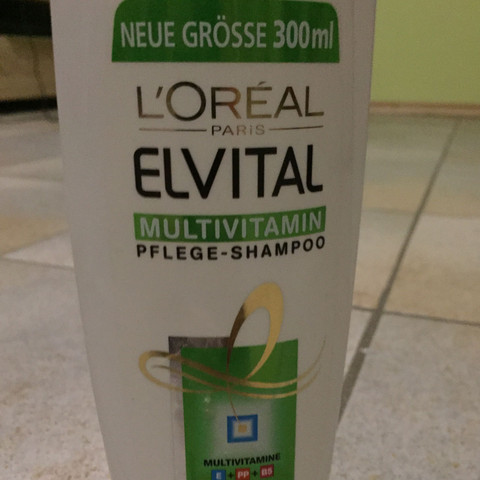 NEUE GRÖSSE 300ml
L'ORÉAL
PARIS
ELVITAL
MULTIVITAMIN
PFLEGE-SHAMPOO
MULTIVITAMINE
E + PP + B5